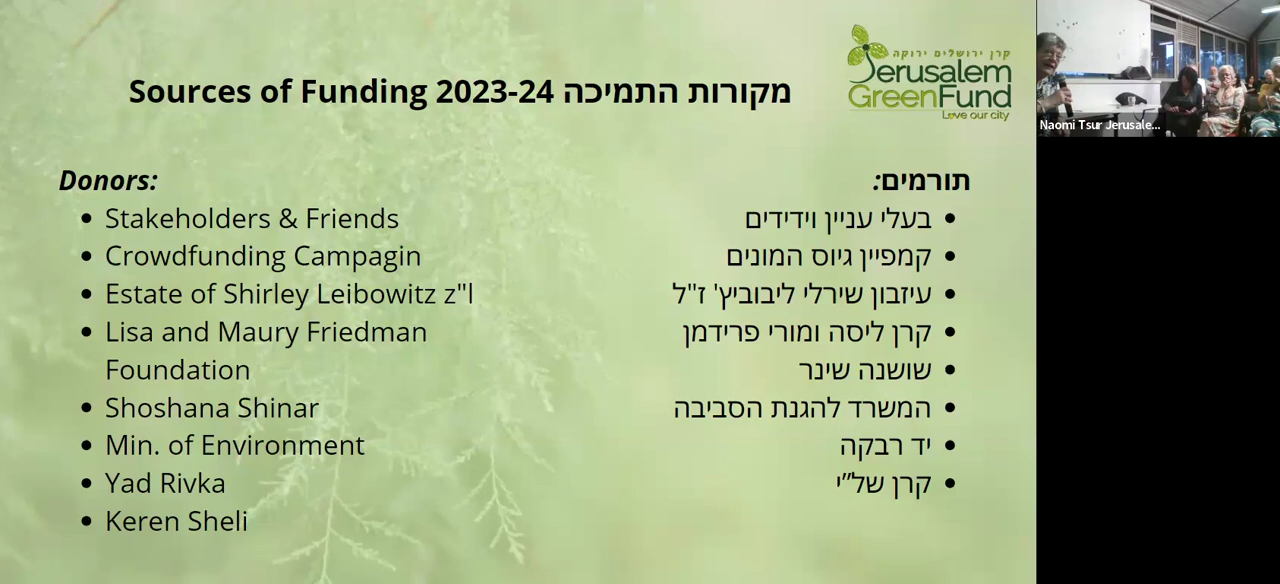 Sources of Funding 2023-24 מקורות התמיכה
קרן ירושלים ירוקה
Jerusalem
GreenFund
Love our city
Donors:
Stakeholders & Friends
Crowdfunding Campagin
Estate of Shirley Leibowitz z"l
Lisa and Maury Friedman
Foundation
Shoshana Shinar
Min. of Environment
Yad Rivka
Keren Sheli
תורמים:
בעלי עניין וידידים
קמפיין גיוס המונים
עיזבון שירלי ליבוביץ' ז"ל
קרן ליסה ומורי פרידמן
שושנה שינר
המשרד להגנת הסביבה
יד רבקה
קרן של"י
Naomi Tsur Jerusale...